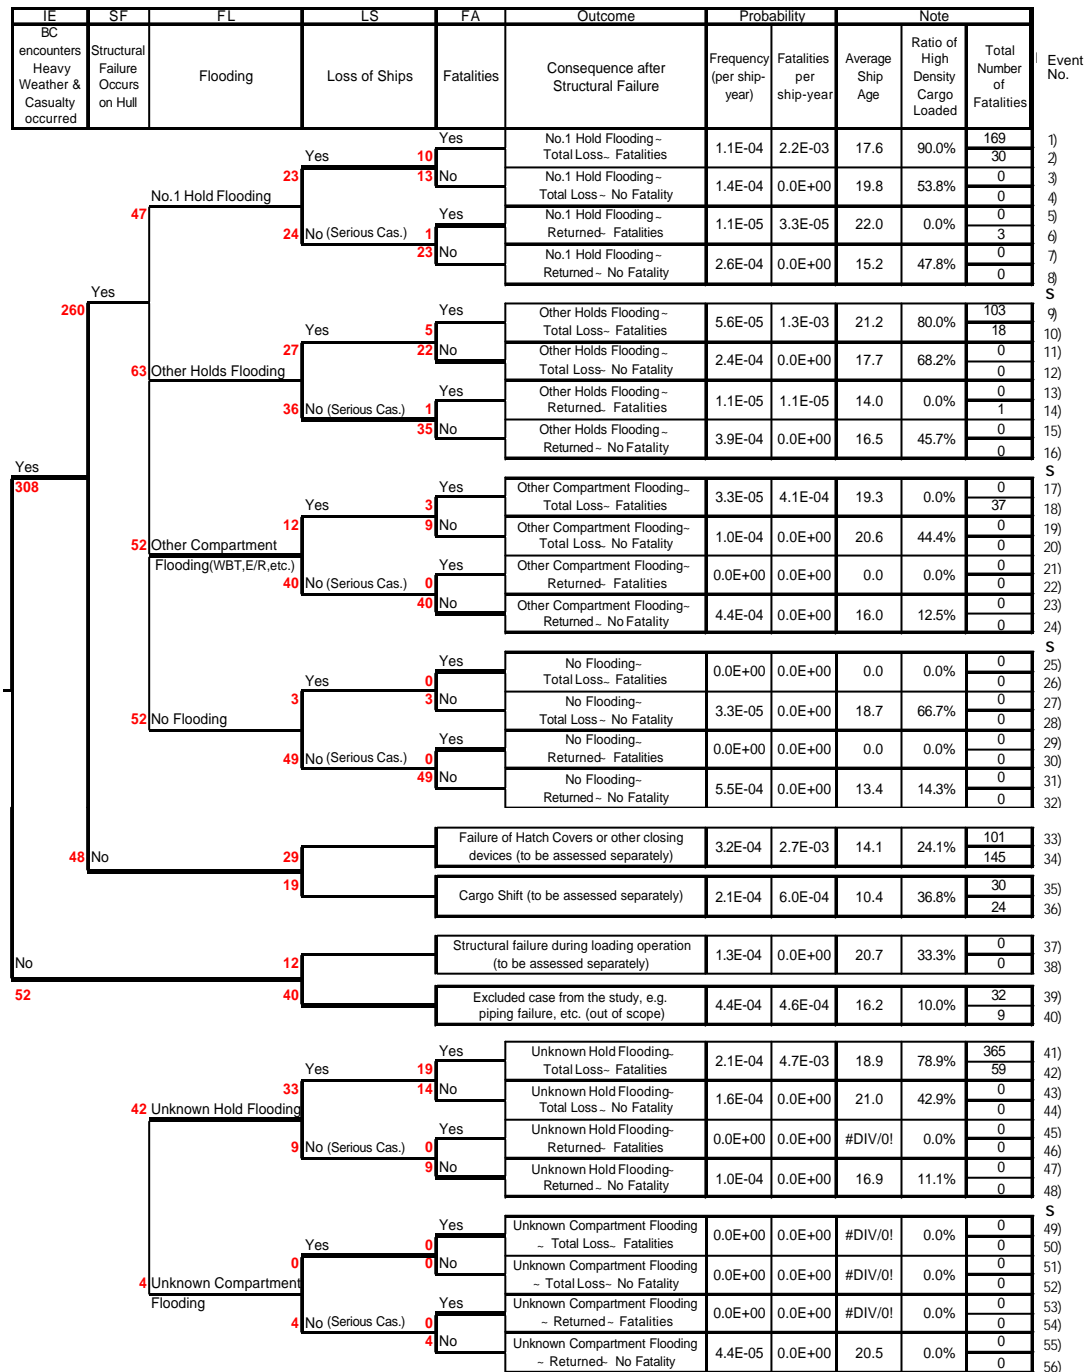 IE SF FL LS FA Outcome Probability Note
BC encounters Heavy Weather & Casualty occurred
Structural Failure Occurs on Hull
Flooding
Loss of Ships
Fatalities
Consequence after Structural Failure
Frequency (per ship-year)
Fatalities per ship-year
Average Ship Age
Ratio of High Density Cargo Loaded
Total Number of Fatalities
Event No.
Yes No.1 Hold Flooding~ 169 1)
Yes 10 Total Loss~ Fatalities 1.1E-04 2.2E-03 17.6 90.0% 30 2)
23 13 No No.1 Hold Flooding~ 0 3)
No.1 Hold Flooding Total Loss~ No Fatality 1.4E-04 0.0E+00 19.8 53.8% 0 4)
47 Yes No.1 Hold Flooding~ 0 5)
24 No (Serious Cas.) 1 Returned~ Fatalities 1.1E-05 3.3E-05 22.0 0.0% 3 6)
23 No No.1 Hold Flooding~ 0 7)
Returned~ No Fatality 2.6E-04 0.0E+00 15.2 47.8% 0 8)
Yes S
260 Yes Other Holds Flooding~ 103 9)
Yes 5 Total Loss~ Fatalities 5.6E-05 1.3E-03 21.2 80.0% 18 10)
27 22 No Other Holds Flooding~ 0 11)
63 Other Holds Flooding Total Loss~ No Fatality 2.4E-04 0.0E+00 17.7 68.2% 0 12)
Yes Other Holds Flooding~ 0 13)
36 No (Serious Cas.) 1 Returned~ Fatalities 1.1E-05 1.1E-05 14.0 0.0% 1 14)
35 No Other Holds Flooding~ 0 15)
Returned~ No Fatality 3.9E-04 0.0E+00 16.5 45.7% 0 16)
Yes S
308 Yes Other Compartment Flooding~ 0 17)
Yes 3 Total Loss~ Fatalities 3.3E-05 4.1E-04 19.3 0.0% 37 18)
12 9 No Other Compartment Flooding~ 0 19)
52 Other Compartment Total Loss~ No Fatality 1.0E-04 0.0E+00 20.6 44.4% 0 20)
Flooding(WBT,E/R,etc.) Yes Other Compartment Flooding~ 0 21)
40 No (Serious Cas.) 0 Returned~ Fatalities 0.0E+00 0.0E+00 0.0 0.0% 0 22)
40 No Other Compartment Flooding~ 0 23)
Returned~ No Fatality 4.4E-04 0.0E+00 16.0 12.5% 0 24)
S
Yes No Flooding~ 0 25)
Yes 0 Total Loss~ Fatalities 0.0E+00 0.0E+00 0.0 0.0% 0 26)
3 3 No No Flooding~ 0 27)
52 No Flooding Total Loss~ No Fatality 3.3E-05 0.0E+00 18.7 66.7% 0 28)
Yes No Flooding~ 0 29)
49 No (Serious Cas.) 0 Returned~ Fatalities 0.0E+00 0.0E+00 0.0 0.0% 0 30)
49 No No Flooding~ 0 31)
Returned~ No Fatality 5.5E-04 0.0E+00 13.4 14.3% 0 32)
Failure of Hatch Covers or other closing 101 33)
48 No 29 devices (to be assessed separately) 3.2E-04 2.7E-03 14.1 24.1% 145 34)
19 Cargo Shift (to be assessed separately) 2.1E-04 6.0E-04 10.4 36.8% 30 35)
24 36)
Structural failure during loading operation 0 37)
No 12 (to be assessed separately) 1.3E-04 0.0E+00 20.7 33.3% 0 38)
52 40 Excluded case from the study, e.g. 32 39)
piping failure, etc. (out of scope) 4.4E-04 4.6E-04 16.2 10.0% 9 40)
Yes Unknown Hold Flooding~ 365 41)
Yes 19 Total Loss~ Fatalities 2.1E-04 4.7E-03 18.9 78.9% 59 42)
33 14 No Unknown Hold Flooding~ 0 43)
42 Unknown Hold Flooding Total Loss~ No Fatality 1.6E-04 0.0E+00 21.0 42.9% 0 44)
Yes Unknown Hold Flooding~ 0 45)
9 No (Serious Cas.) 0 Returned~ Fatalities 0.0E+00 0.0E+00 #DIV/0! 0.0% 0 46)
9 No Unknown Hold Flooding~ 0 47)
Returned~ No Fatality 1.0E-04 0.0E+00 16.9 11.1% 0 48)
S
Yes Unknown Compartment Flooding 0 49)
Yes 0 ~ Total Loss~ Fatalities 0.0E+00 0.0E+00 #DIV/0! 0.0% 0 50)
0 0 No Unknown Compartment Flooding 0 51)
4 Unknown Compartment ~ Total Loss~ No Fatality 0.0E+00 0.0E+00 #DIV/0! 0.0% 0 52)
Flooding Yes Unknown Compartment Flooding 0 53)
4 No (Serious Cas.) 0 ~ Returned~ Fatalities 0.0E+00 0.0E+00 #DIV/0! 0.0% 0 54)
4 No Unknown Compartment Flooding 0 55)
~ Returned~ No Fatality 4.4E-05 0.0E+00 20.5 0.0% 0 56)